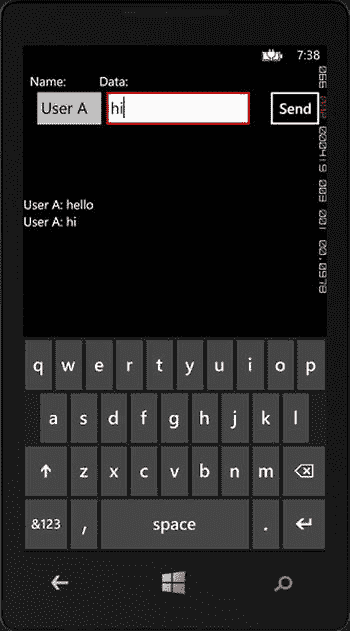 7:38
Name: Data:
User A hi Send
User A: hello
User A: hi
q w e r t y u i o p
a s d f g h j k l
z x c v b n m
&123 , space .